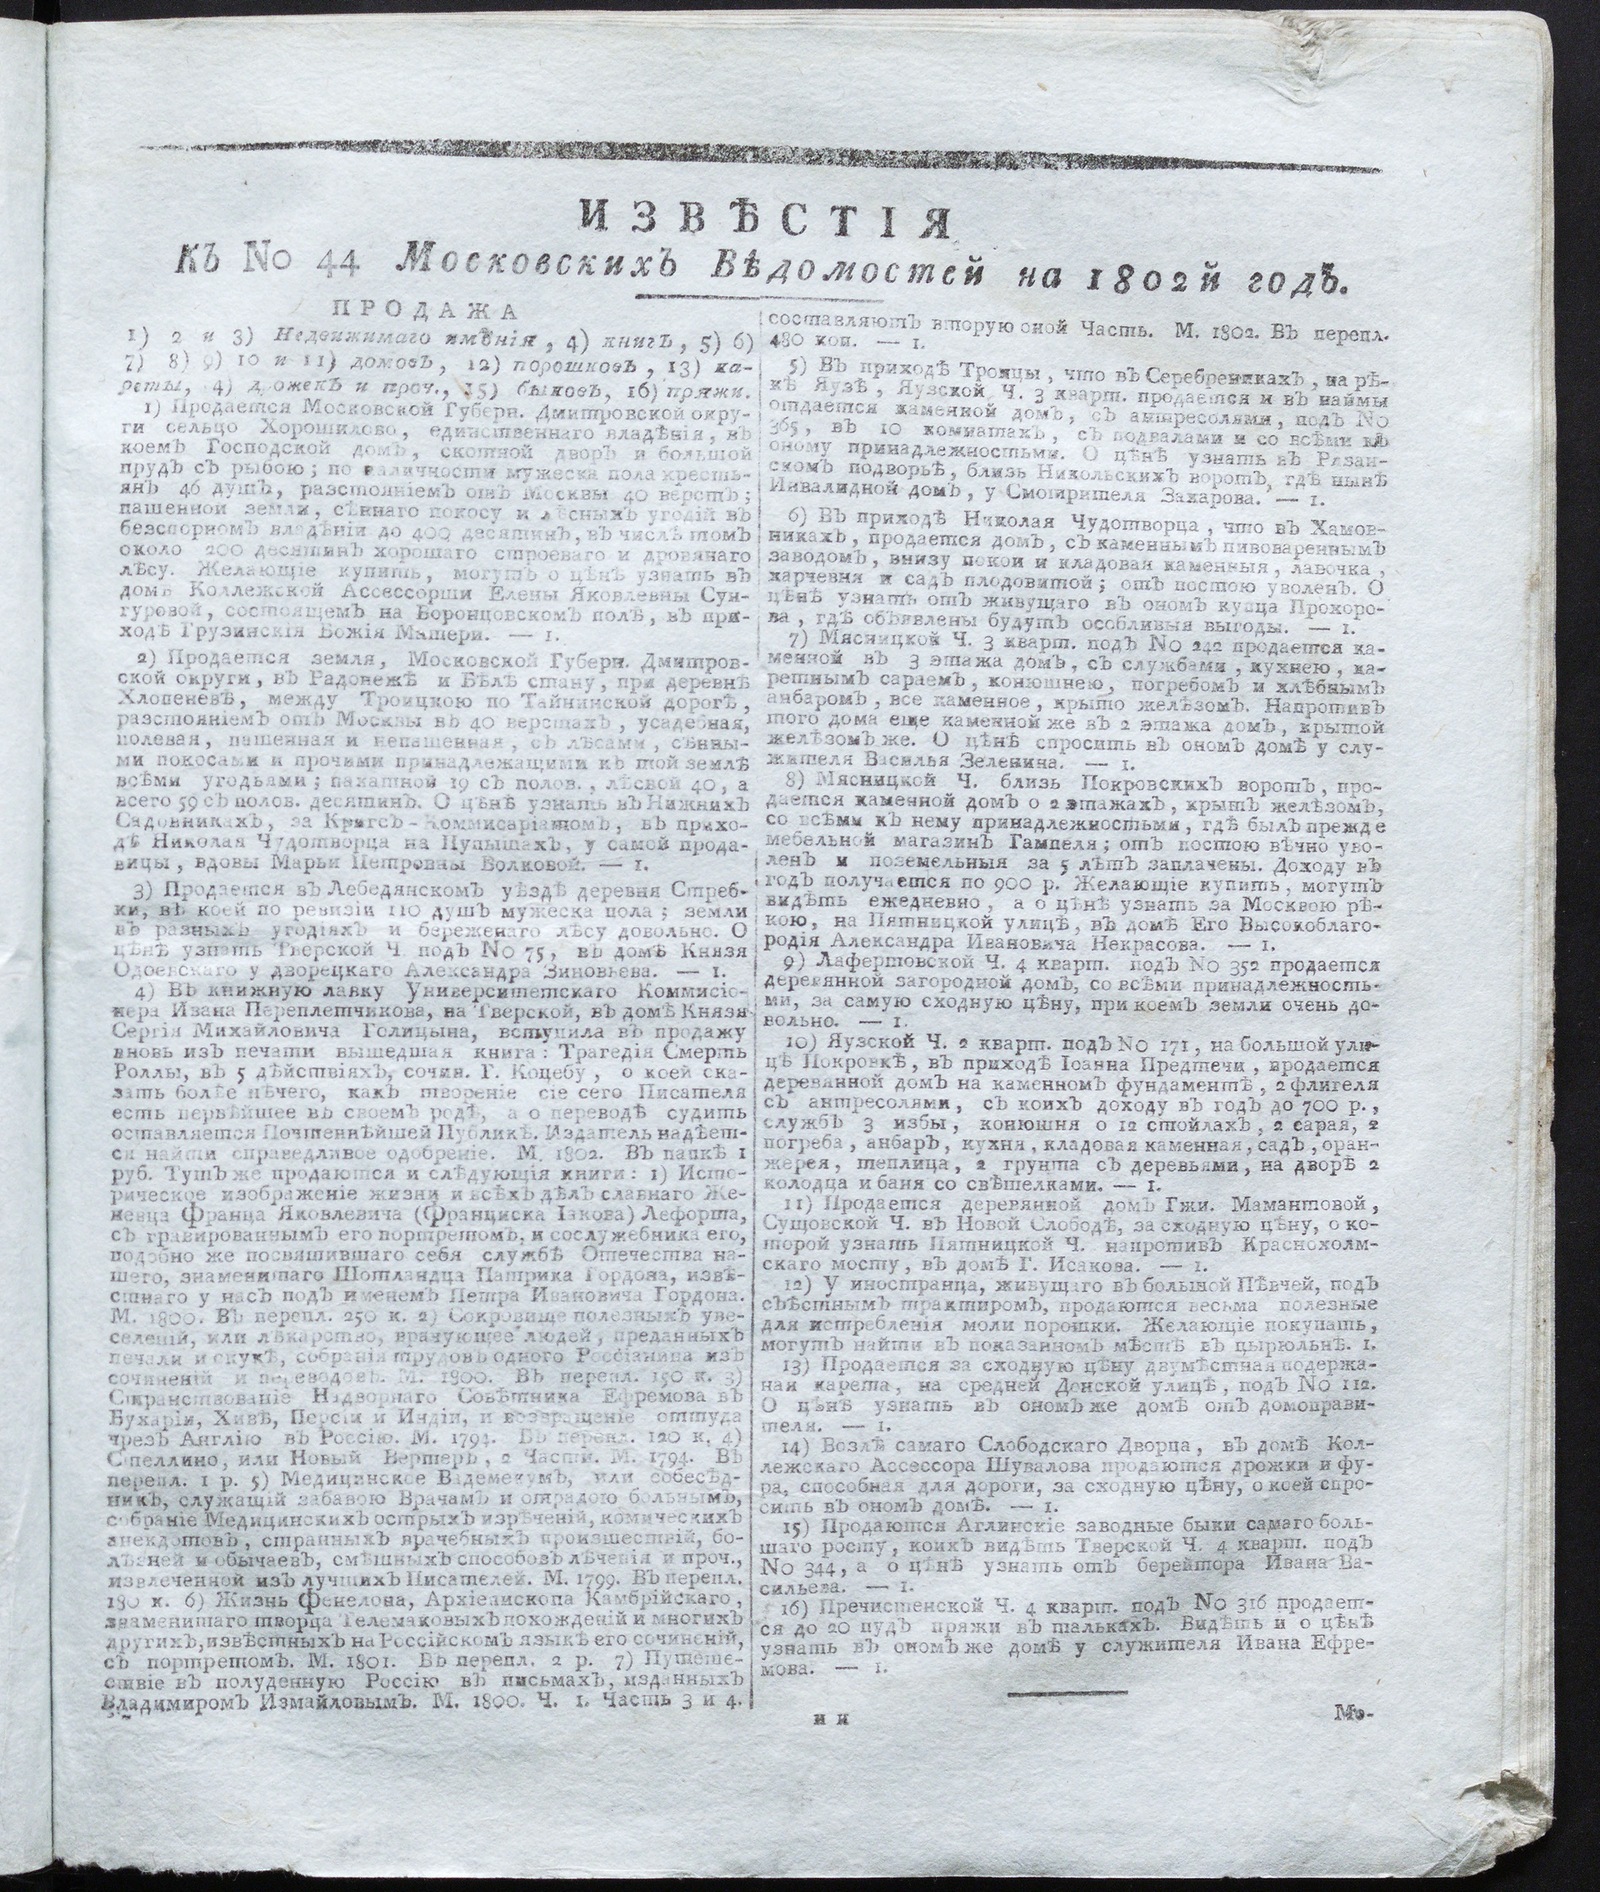 ИЗВѢСТІЯ
Къ No 44 Московскихъ Вѣдомостей на 1802й годъ.
ПРОДАЖА
1) 2 и 3) Недвижимаго имѣнія, 4) книгъ, 5) 6)
7) 8) 9) 10 и 11) домовъ, 12) порошковъ, 13) ка-
реты, 4) дрожекъ и проч., 15) быковъ, 16) пряжи.
1) Продается Московской Губерн. Дмитровской окру-
ги сельцо Хорошилово, единственнаго владѣнія, въ
коемъ Господской домъ, скотной дворъ и большой
прудъ съ рыбою; по наличности мужеска пола кресть-
янъ 46 душъ, разстояніемъ отъ Москвы 40 верстъ;
пашенной земли, сѣннаго покосу и лѣсныхъ угодій въ
безспорномъ владѣніи до 400 десятинъ, въ числѣ томъ
около 200 десятинъ хорошаго строеваго и дровянаго
лѣсу. Желающіе купить, могутъ о цѣнѣ узнать въ
домѣ Коллежской Ассессорши Елены Яковлевны Сун-
гуровой, состоящемъ на Воронцовскомъ полѣ, въ при-
ходѣ Грузинскія Божія Матери. — 1.
2) Продается земля, Московской Губерн. Дмитров-
ской округи, въ Радонежѣ и Бѣлѣ стану, при деревнѣ
Хлопеневѣ, между Троицкою по Тайнинской дорогѣ,
разстояніемъ отъ Москвы въ 40 верстахъ, усадебная,
полевая, пашенная и непашенная, съ лѣсами, сѣнны-
ми покосами и прочими принадлежащими къ той землѣ
всѣми угодьями; пахатной 19 съ полов., лѣсной 40, а
всего 59 съ полов. десятинъ. О цѣнѣ узнать въ Нижнихъ
Садовникахъ, за Кригсъ-Коммисаріатомъ, въ прихо-
дѣ Николая Чудотворца на Пупышахъ, у самой прода-
вицы, вдовы Марьи Петровны Волковой. — 1.
3) Продается въ Лебедянскомъ уѣздѣ деревня Стреб-
ки, въ коей по ревизіи 110 душъ мужеска пола; земли
въ разныхъ угодіяхъ и береженаго лѣсу довольно. О
цѣнѣ узнать Тверской Ч. подъ No 75, въ домѣ Князя
Одоевскаго у дворецкаго Александра Зиновьева. — 1.
4) Въ книжную лавку Университетскаго Коммисіо-
нера Ивана Переплетчикова, на Тверской, въ домѣ Князя
Сергія Михайловича Голицына, вступила въ продажу
вновь изъ печати вышедшая книга: Трагедія Смерть
Роллы, въ 5 дѣйствіяхъ, сочин. Г. Коцебу, о коей ска-
зать болѣе нѣчего, какъ твореніе сіе сего Писателя
есть первѣйшее въ своемъ родѣ, а о переводѣ судить
оставляется Почтеннѣйшей Публикѣ. Издатель надѣет-
ся найти справедливое одобреніе. М. 1802. Въ папкѣ 1
руб. Тутъ же продаются и слѣдующія книги: 1) Исто-
рическое изображеніе жизни и всѣхъ дѣлъ славнаго Же-
невца Франца Яковлевича (Франциска Іакова) Лефорта,
съ гравированнымъ его портретомъ, и сослужебника его,
подобно же посвятившаго себя службѣ Отечества на-
шего, знаменитаго Шотландца Патрика Гордона, извѣ-
стнаго у насъ подъ именемъ Петра Ивановича Гордона.
М. 1800. Въ перепл. 250 к. 2) Сокровище полезныхъ уве-
селеній, или лѣкарство, врачующее людей, преданныхъ
печали и скукѣ, собранія трудовъ одного Россіанина изъ
сочиненій и переводовъ. М. 1800. Въ перепл. 150 к. 3)
Странствованіе Надворнаго Совѣтника Ефремова въ
Бухаріи, Хивѣ, Персіи и Индіи, и возвращеніе оттуда
чрезъ Англію въ Россію. М. 1794. Въ перепл. 120 к. 4)
Спеллино, или Новый Вертеръ, 2 Части. М. 1794. Въ
перепл. 1 р. 5) Медицинское Вадемекумъ, или собесѣд-
никъ, служащій забавою Врачамъ и отрадою больнымъ,
собраніе Медицинскихъ острыхъ изрѣченій, комическихъ
анекдотовъ, странныхъ врачебныхъ произшествій, бо-
лѣзней и обычаевъ, смѣшныхъ способовъ лѣченія и проч.,
извлеченной изъ лучшихъ Писателей. М. 1799. Въ перепл.
180 к. 6) Жизнь Фенелона, Архіепископа Камбрійскаго,
знаменитаго творца Телемаковыхъ похожденій и многихъ
другихъ, извѣстныхъ на Россійскомъ языкѣ его сочиненій,
съ портретомъ. М. 1801. Въ перепл. 2 р. 7) Путеше-
ствіе въ полуденную Россію въ письмахъ, изданныхъ
Владимиромъ Измайловымъ. М. 1800. Ч. 1. Часть 3 и 4.
составляютъ вторую оной Часть. М. 1802. Въ перепл.
480 коп. — 1.
5) Въ приходѣ Троицы, что въ Серебреникахъ, на рѣ-
кѣ Яузѣ, Яузской Ч. 3 кварт. продается и въ наймы
отдается каменной домъ, съ антресолями, подъ No
365, въ 10 комнатахъ, съ подвалами и со всѣми къ
оному принадлежностьми. О цѣнѣ узнать въ Рязан-
скомъ подворьѣ, близь Никольскихъ воротъ, гдѣ нынѣ
Инвалидной домъ, у Смотрителя Захарова. — 1.
6) Въ приходѣ Николая Чудотворца, что въ Хамов-
никахъ, продается домъ, съ каменнымъ пивовареннымъ
заводомъ, внизу покои и кладовая каменныя, лавочка,
харчевня и садъ плодовитой; отъ постою уволенъ. О
цѣнѣ узнать отъ живущаго въ ономъ купца Прохоро-
ва, гдѣ объявлены будутъ особливыя выгоды. — 1.
7) Мясницкой Ч. 3 кварт. подъ No 242 продается ка-
менной въ 3 этажа домъ, съ службами, кухнею, ка-
ретнымъ сараемъ, конюшнею, погребомъ и хлѣбнымъ
анбаромъ, все каменное, крыто желѣзомъ. Напротивъ
того дома еще каменной же въ 2 этажа домъ, крытой
желѣзомъ же. О цѣнѣ спросить въ ономъ домѣ у слу-
жителя Василья Зеленина. — 1.
8) Мясницкой Ч. близь Покровскихъ воротъ, про-
дается каменной домъ о 2 этажахъ, крытъ желѣзомъ,
со всѣми къ нему принадлежностьми, гдѣ былъ прежде
мебельной магазинъ Гампеля; отъ постою вѣчно уво-
ленъ и поземельныя за 5 лѣтъ заплачены. Доходу въ
годъ получается по 900 р. Желающіе купить, могутъ
видѣть ежедневно, а о цѣнѣ узнать за Москвою рѣ-
кою, на Пятницкой улицѣ, въ домѣ Его Высокоблаго-
родія Александра Ивановича Некрасова. — 1.
9) Лафертовской Ч. 4 кварт. подъ No 352 продается
деревянной загородной домъ, со всѣми принадлежность-
ми, за самую сходную цѣну, при коемъ земли очень до-
вольно. — 1.
10) Яузской Ч. 2 кварт. подъ No 171, на большой ули-
цѣ Покровкѣ, въ приходѣ Іоанна Предтечи, продается
деревянной домъ на каменномъ фундаментѣ, 2 флигеля
съ антресолями, съ коихъ доходу въ годъ до 700 р.,
службъ 3 избы, конюшня о 12 стойлахъ, 2 сарая, 2
погреба, анбаръ, кухня, кладовая каменная, садъ, оран-
жерея, теплица, 2 грунта съ деревьями, на дворѣ 2
колодца и баня со свѣтелками. — 1.
11) Продается деревянной домъ Гжи. Мамантовой,
Сущовской Ч. въ Новой Слободѣ, за сходную цѣну, о ко-
торой узнать Пятницкой Ч. напротивъ Краснохолм-
скаго мосту, въ домѣ Г. Исакова. — 1.
12) У иностранца, живущаго въ большой Пѣвчей, подъ
съѣстнымъ трактиромъ, продаются весьма полезные
для истребленія моли порошки. Желающіе покупать,
могутъ найти въ показанномъ мѣстѣ въ цырюльнѣ. 1.
13) Продается за сходную цѣну двумѣстная подержа-
ная карета, на средней Донской улицѣ, подъ No 112.
О цѣнѣ узнать въ ономъ же домѣ отъ домоправи-
теля. — 1.
14) Возлѣ самаго Слободскаго Дворца, въ домѣ Кол-
лежскаго Ассессора Шувалова продаются дрожки и фу-
ра, способная для дороги, за сходную цѣну, о коей спро-
сить въ ономъ домѣ. — 1.
15) Продаются Аглинскіе заводные быки самаго боль-
шаго росту, коихъ видѣть Тверской Ч. 4 кварт. подъ
No 344, а о цѣнѣ узнать отъ берейтора Ивана Ва-
сильева. — 1.
16) Пречистенской Ч. 4 кварт. подъ No 316 продает-
ся до 20 пудъ пряжи въ талькахъ. Видѣть и о цѣнѣ
узнать въ ономъ же домѣ у служителя Ивана Ефре-
мова. — 1.
и и
Мо-